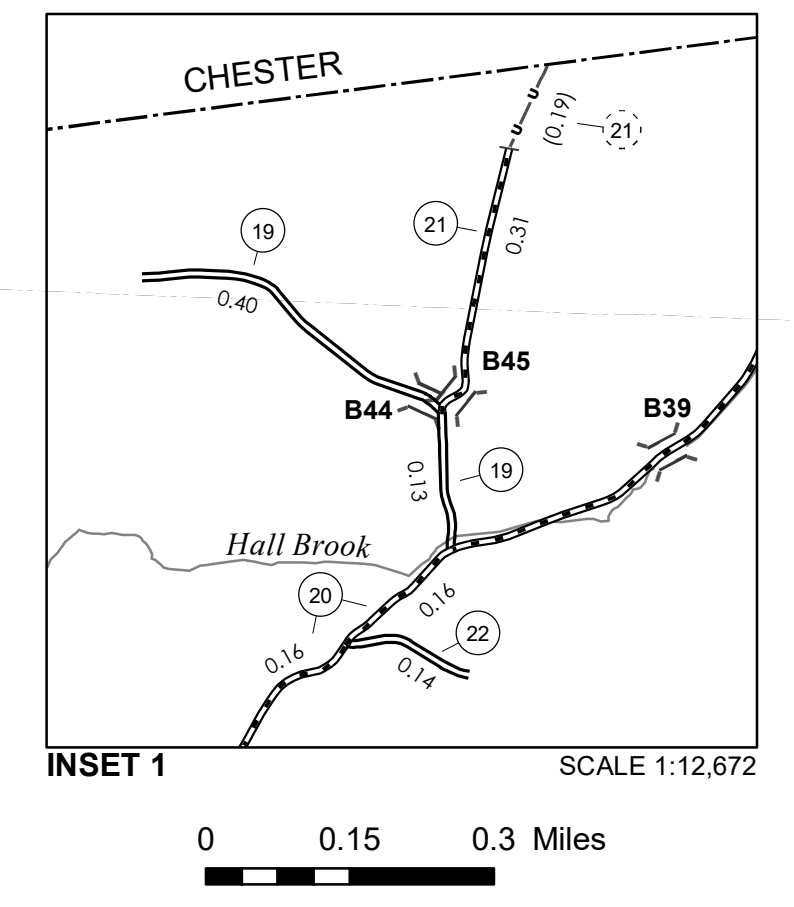 CHESTER
U
U
(0.19)
21
21
0.31
19
0.40
B45
B44
B39
0.13
19
Hall Brook
20
0.16
22
0.16
0.14
INSET 1
SCALE 1:12,672
0 0.15 0.3 Miles